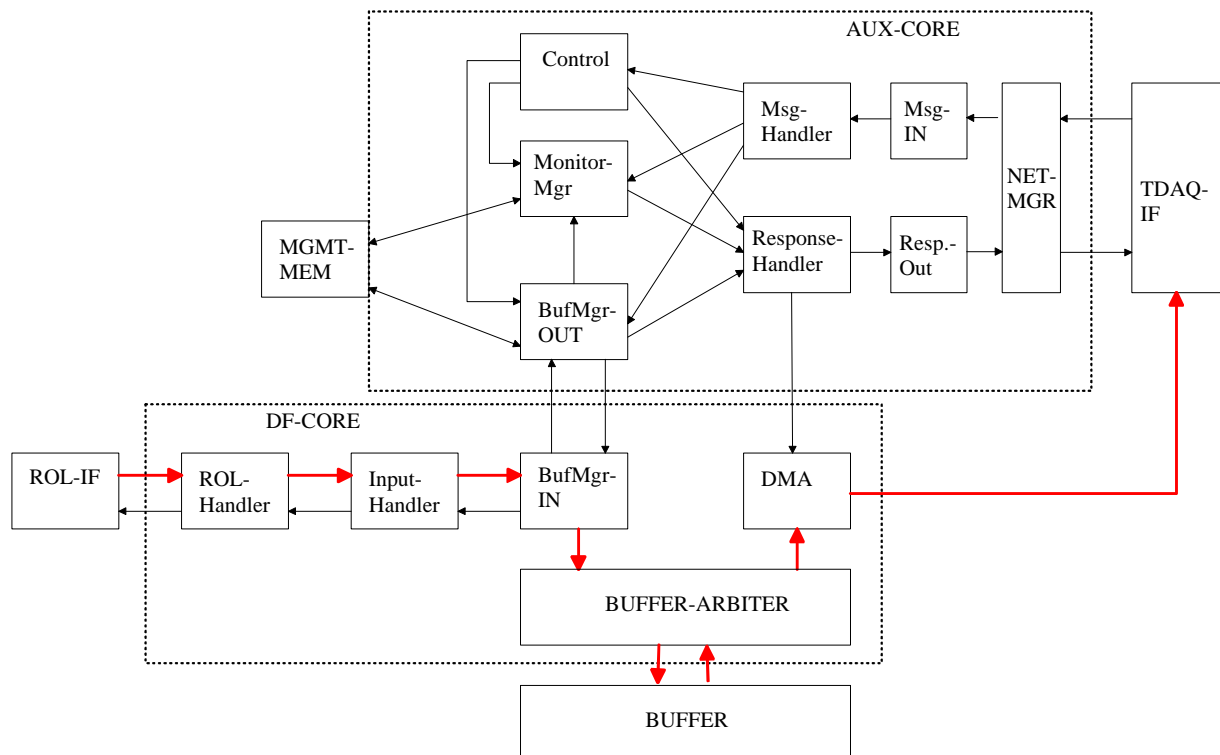 AUX-CORE
Control
Msg-
Handler
Msg-
IN
Monitor-
Mgr
NET-
MGR
TDAQ-
IF
MGMT-
MEM
Response-
Handler
Resp.-
Out
BufMgr-
OUT
DF-CORE
ROL-IF
ROL-
Handler
Input-
Handler
BufMgr-
IN
DMA
BUFFER-ARBITER
BUFFER